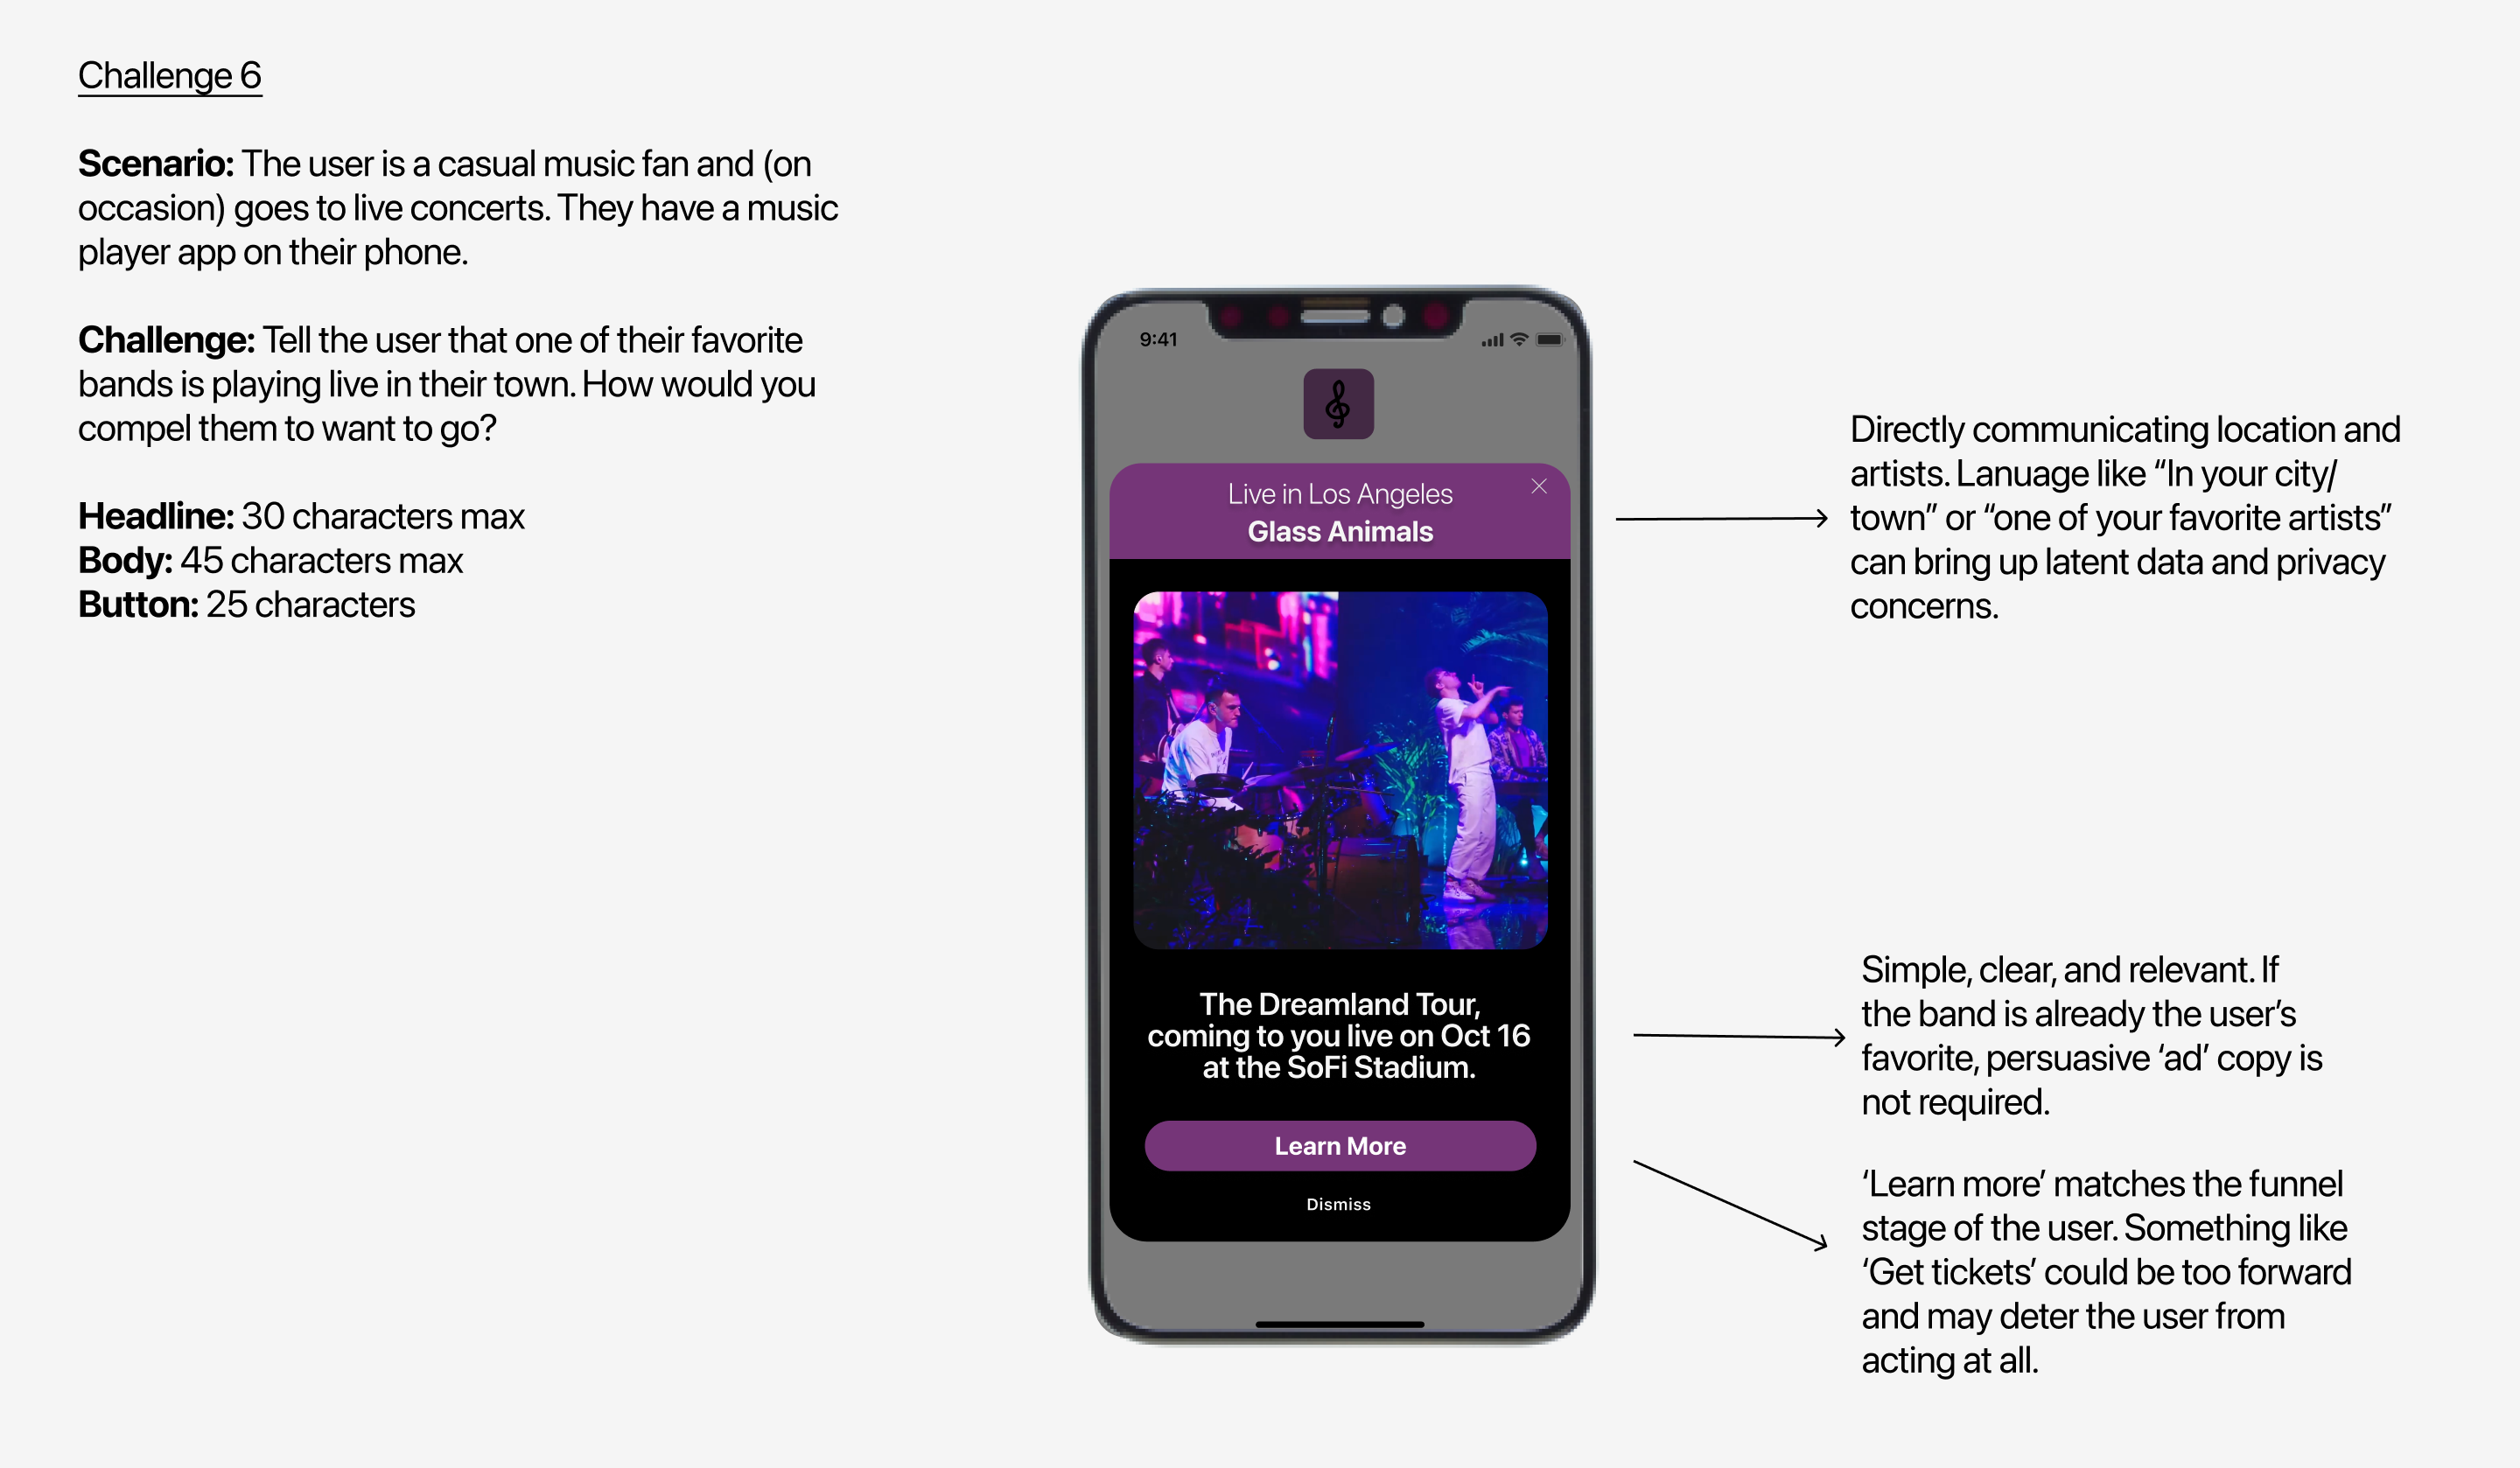 Challenge 6
Scenario: The user is a casual music fan and (on
occasion) goes to live concerts. They have a music
player app on their phone.
Challenge: Tell the user that one of their favorite
bands is playing live in their town. How would you
compel them to want to go?
Headline: 30 characters max
Body: 45 characters max
Button: 25 characters
9:41
Live in Los Angeles
Glass Animals
The Dreamland Tour,
coming to you live on Oct 16
at the SoFi Stadium.
Learn More
Dismiss
Directly communicating location and
artists. Lanuage like “In your city/
town” or “one of your favorite artists”
can bring up latent data and privacy
concerns.
Simple, clear, and relevant. If
the band is already the user’s
favorite, persuasive ‘ad’ copy is
not required.
‘Learn more’ matches the funnel
stage of the user. Something like
‘Get tickets’ could be too forward
and may deter the user from
acting at all.